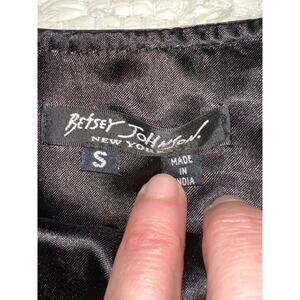 BETSEY JOHNSON.
NEW YORK
S
MADE
IN
INDIA